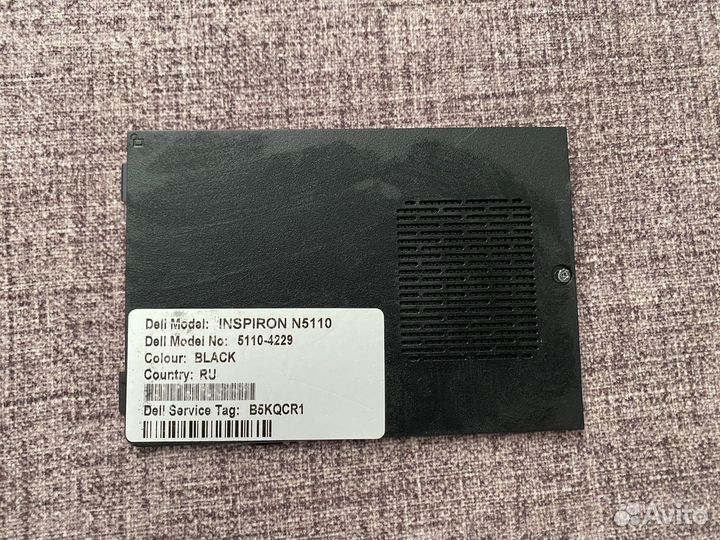 Dell Model: INSPIRON N5110
Dell Model No: 5110-4229
Colour: BLACK
Country: RU
Dell Service Tag: B5KQCR1
Avito